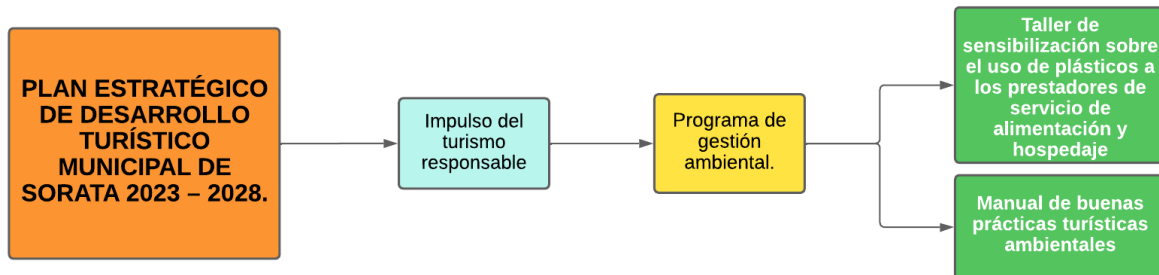 PLAN ESTRATÉGICO
DE DESARROLLO
TURÍSTICO
MUNICIPAL DE
SORATA 2023 – 2028.
Impulso del
turismo
responsable
Programa de
gestión
ambiental.
Taller de
sensibilización sobre
el uso de plásticos a
los prestadores de
servicio de
alimentación y
hospedaje
Manual de buenas
prácticas turísticas
ambientales